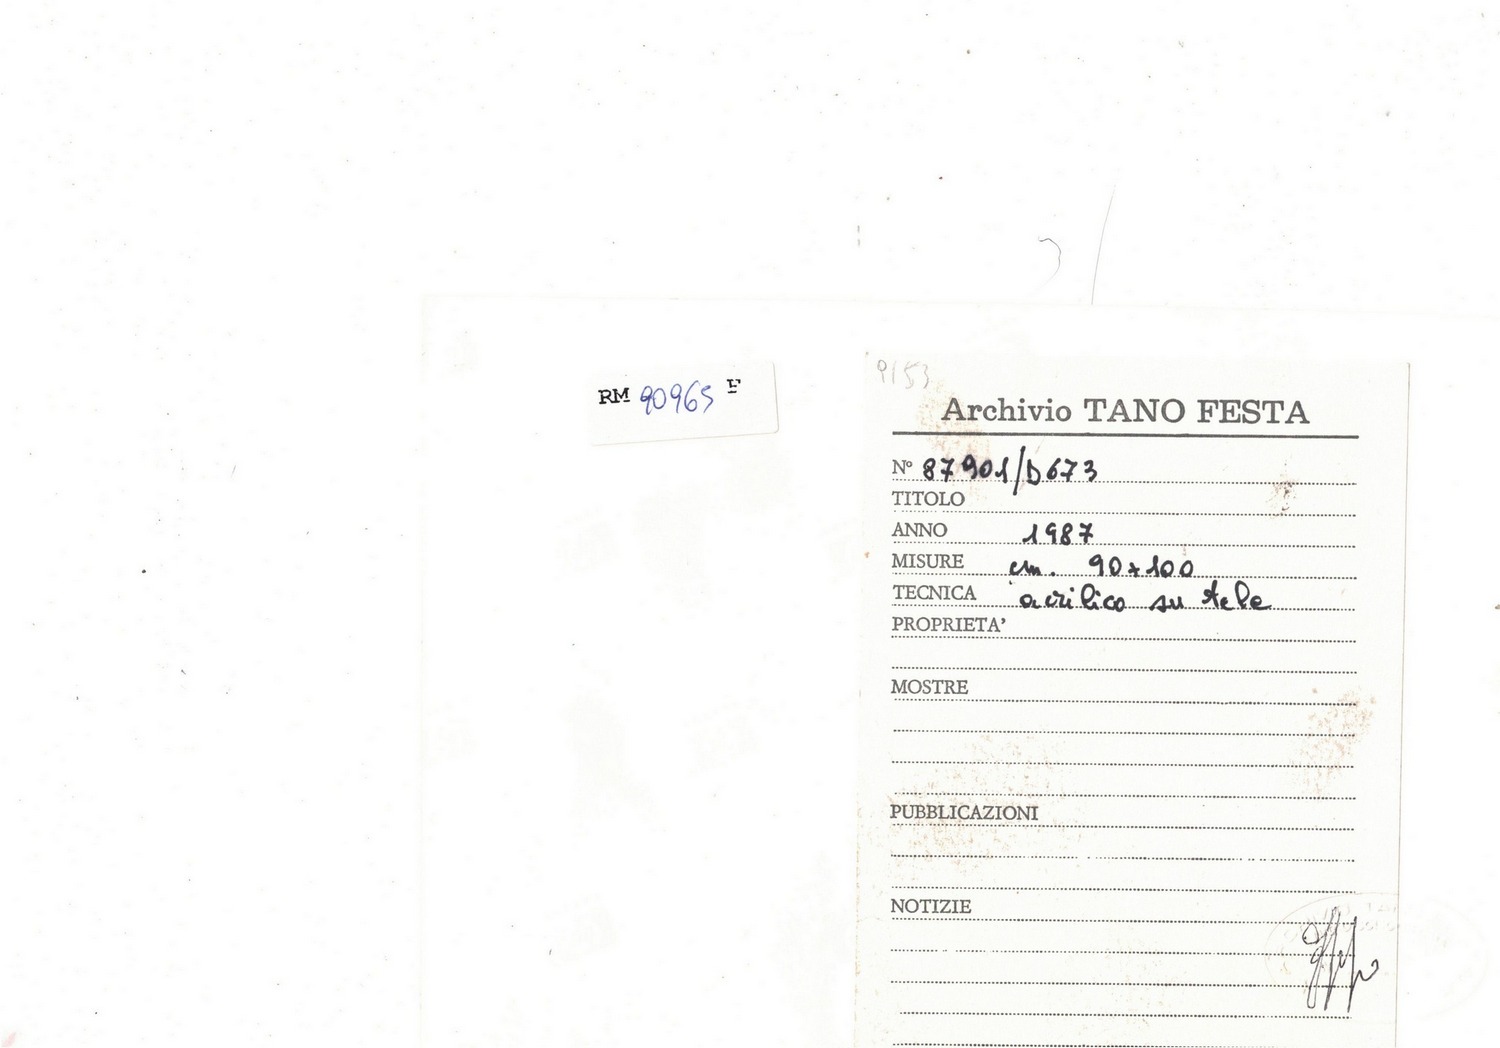 RM 90965 F
9153
Archivio TANO FESTA
N° 87901/D673
TITOLO
ANNO 1987
MISURE cm. 90x100
TECNICA acrilico su tela
PROPRIETA'
MOSTRE
PUBBLICAZIONI
NOTIZIE